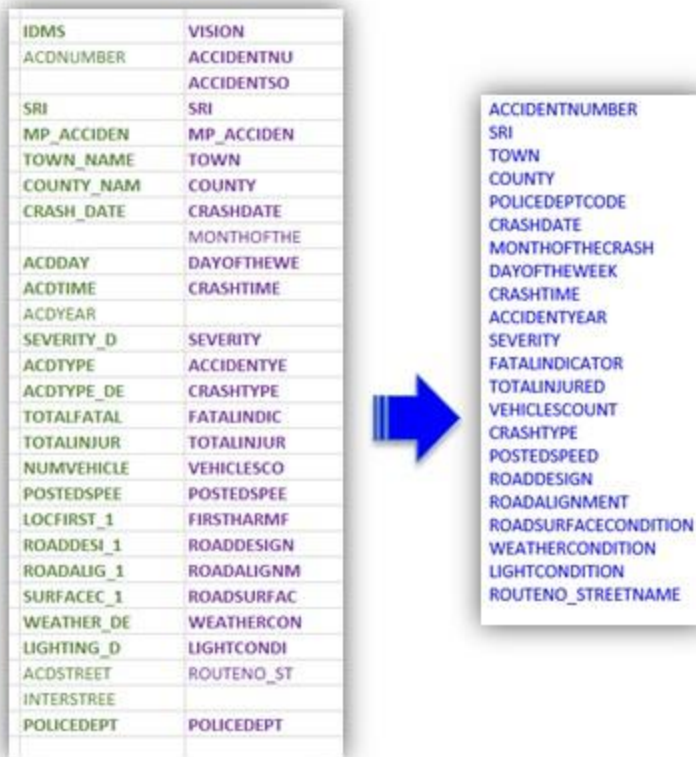 IDMS VISION
ACDNUMBER ACCIDENTNU
ACCIDENTSO
SRI SRI
MP_ACCIDEN MP_ACCIDEN
TOWN_NAME TOWN
COUNTY_NAM COUNTY
CRASH_DATE CRASHDATE
MONTHOFTHE
ACDDAY DAYOFTHEWE
ACDTIME CRASHTIME
ACDYEAR
SEVERITY_D SEVERITY
ACDTYPE ACCIDENTYE
ACDTYPE_DE CRASHTYPE
TOTALFATAL FATALINDIC
TOTALINJUR TOTALINJUR
NUMVEHICLE VEHICLESCO
POSTEDSPEE POSTEDSPEE
LOCFIRST_1 FIRSTHARMF
ROADDESI_1 ROADDESIGN
ROADALIG_1 ROADALIGNM
SURFACEC_1 ROADSURFAC
WEATHER_DE WEATHERCON
LIGHTING_D LIGHTCONDI
ACDSTREET ROUTENO_ST
INTERSTREE
POLICEDEPT POLICEDEPT
ACCIDENTNUMBER
SRI
TOWN
COUNTY
POLICEDEPTCODE
CRASHDATE
MONTHOFTHECRASH
DAYOFTHEWEEK
CRASHTIME
ACCIDENTYEAR
SEVERITY
FATALINDICATOR
TOTALINJURED
VEHICLESCOUNT
CRASHTYPE
POSTEDSPEED
ROADDESIGN
ROADALIGNMENT
ROADSURFACECONDITION
WEATHERCONDITION
LIGHTCONDITION
ROUTENO_STREETNAME